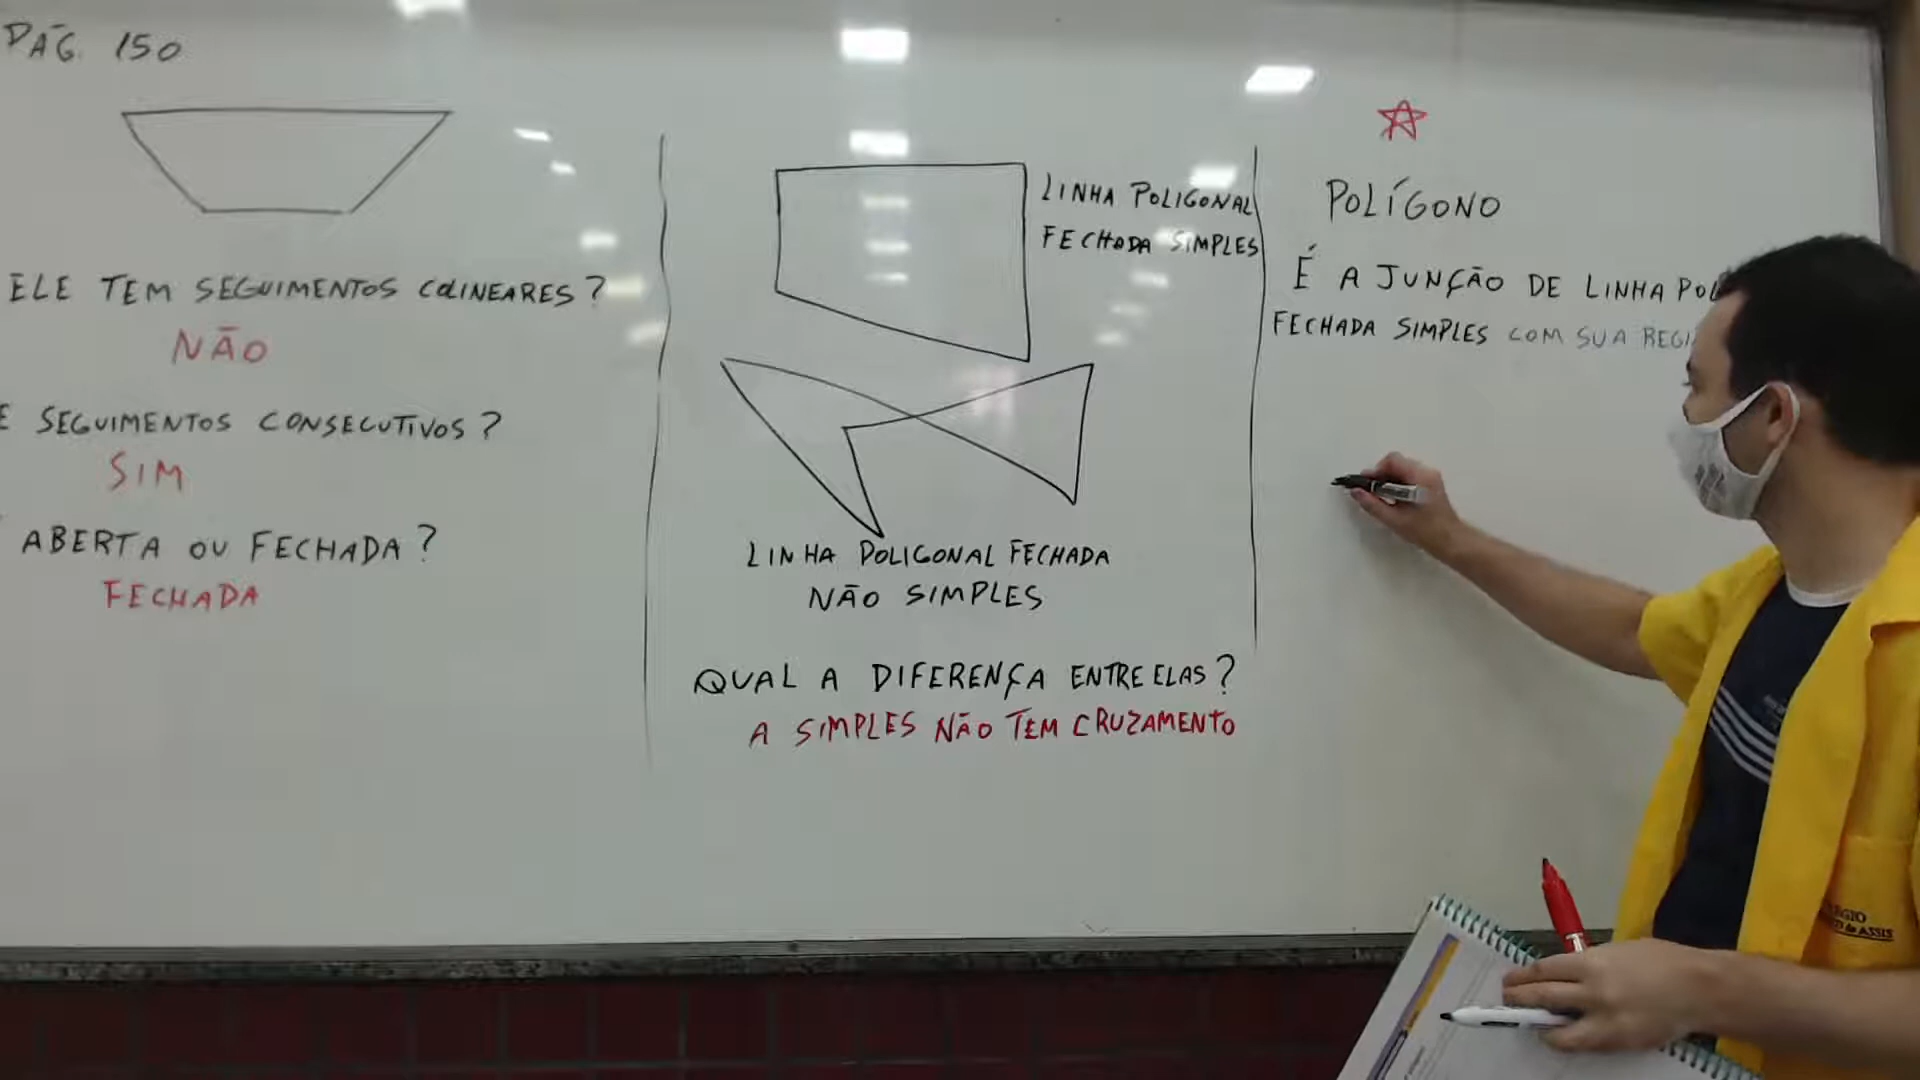 PÁG. 150
ELE TEM SEGUIMENTOS COLINEARES?
NÃO
E SEGUIMENTOS CONSECUTIVOS?
SIM
ABERTA OU FECHADA?
FECHADA
LINHA POLIGONAL
FECHADA SIMPLES
LINHA POLIGONAL FECHADA
NÃO SIMPLES
QUAL A DIFERENÇA ENTRE ELAS?
A SIMPLES NÃO TEM CRUZAMENTO
POLÍGONO
É A JUNÇÃO DE LINHA POL
FECHADA SIMPLES COM SUA REGI